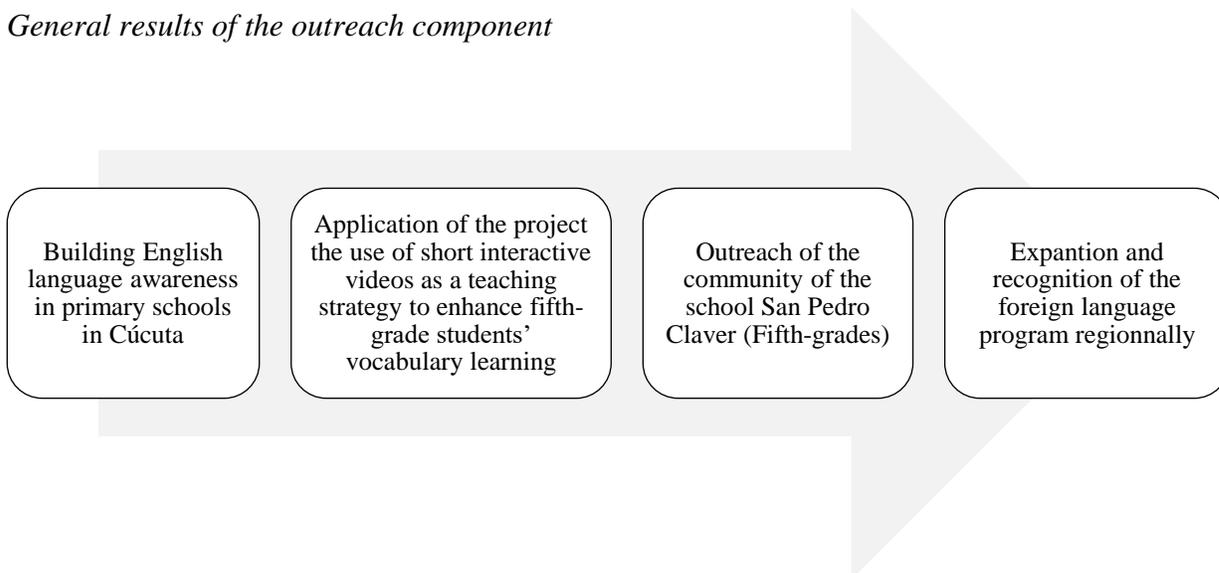 General results of the outreach component
Building English
language awareness
in primary schools
in Cúcuta
Application of the project
the use of short interactive
videos as a teaching
strategy to enhance fifth-
grade students’
vocabulary learning
Outreach of the
community of the
school San Pedro
Claver (Fifth-grades)
Expantion and
recognition of the
foreign language
program regionnally